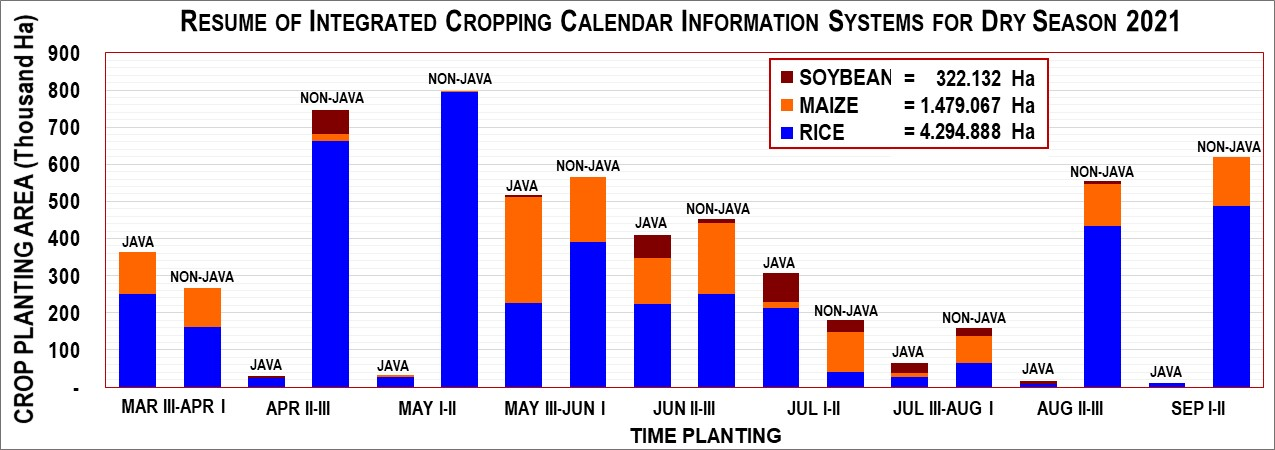 RESUME OF INTEGRATED CROPPING CALENDAR INFORMATION SYSTEMS FOR DRY SEASON 2021
CROP PLANTING AREA (Thousand Ha)
900
800
700
600
500
400
300
200
100
-
SOYBEAN = 322.132 Ha
MAIZE = 1.479.067 Ha
RICE = 4.294.888 Ha
JAVA
NON-JAVA
JAVA
NON-JAVA
JAVA
NON-JAVA
JAVA
NON-JAVA
JAVA
NON-JAVA
JAVA
NON-JAVA
JAVA
NON-JAVA
JAVA
NON-JAVA
JAVA
NON-JAVA
MAR III-APR I
APR II-III
MAY I-II
MAY III-JUN I
JUN II-III
JUL I-II
JUL III-AUG I
AUG II-III
SEP I-II
TIME PLANTING